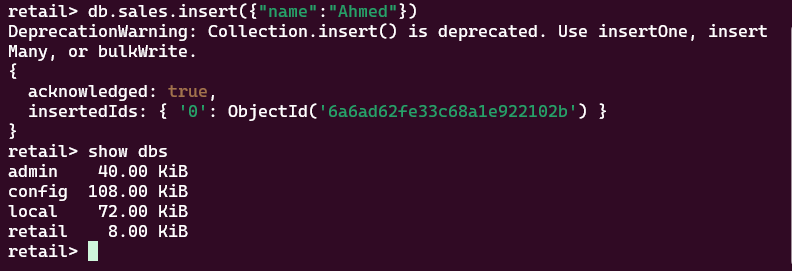 retail> db.sales.insert({"name":"Ahmed"})
DeprecationWarning: Collection.insert() is deprecated. Use insertOne, insert
Many, or bulkWrite.
{
  acknowledged: true,
  insertedIds: { '0': ObjectId('6a6ad62fe33c68a1e922102b') }
}
retail> show dbs
admin    40.00 KiB
config  108.00 KiB
local    72.00 KiB
retail    8.00 KiB
retail>